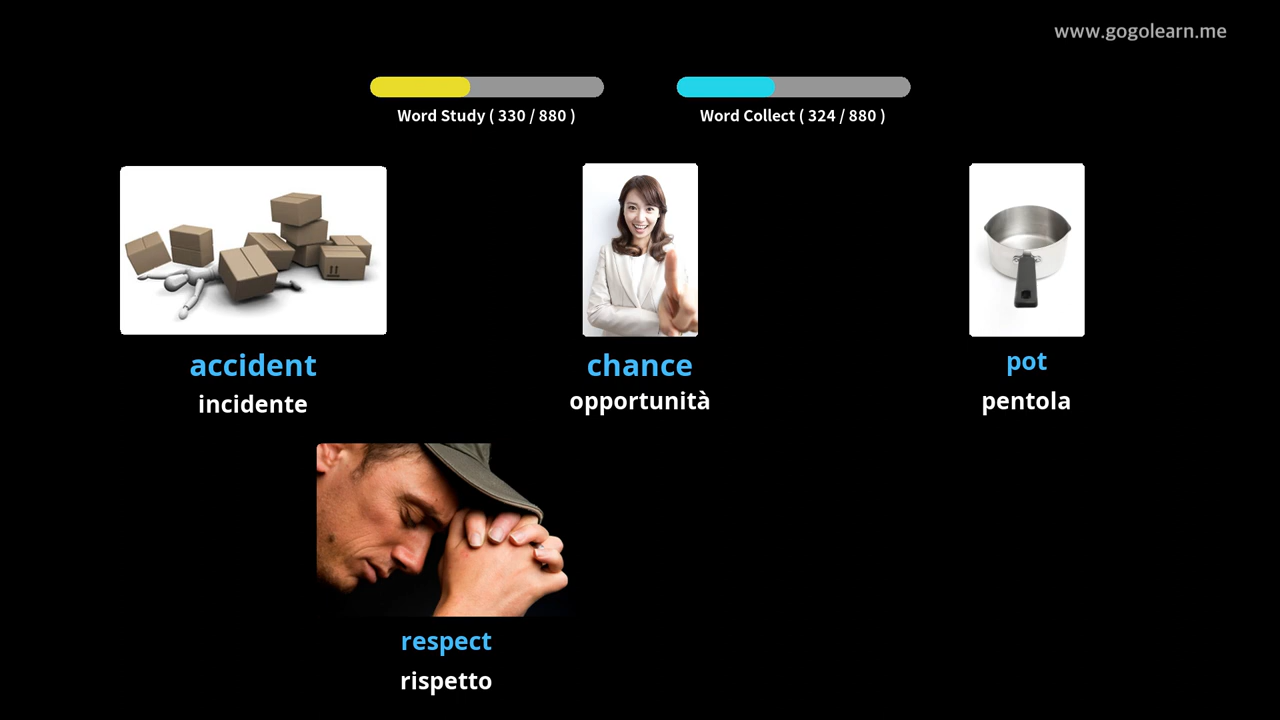 www.gogolearn.me
Word Study ( 330 / 880 )
Word Collect ( 324 / 880 )
accident
incidente
chance
opportunità
pot
pentola
respect
rispetto